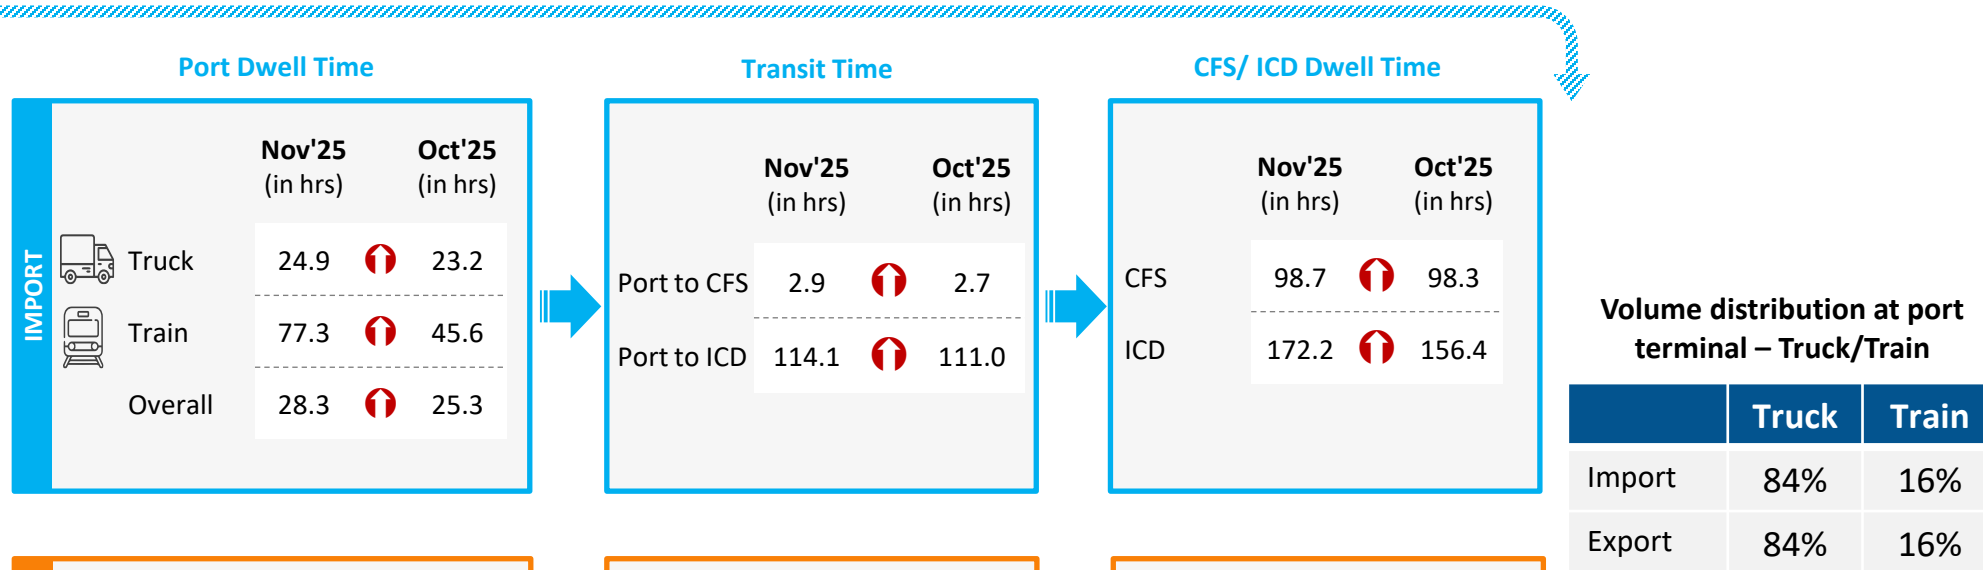 Port Dwell Time
Transit Time
CFS/ ICD Dwell Time
IMPORT
Nov'25 Oct'25
(in hrs) (in hrs)
Truck 24.9 23.2
Train 77.3 45.6
Overall 28.3 25.3
Nov'25 Oct'25
(in hrs) (in hrs)
Port to CFS 2.9 2.7
Port to ICD 114.1 111.0
Nov'25 Oct'25
(in hrs) (in hrs)
CFS 98.7 98.3
ICD 172.2 156.4
Volume distribution at port
terminal – Truck/Train
Truck Train
Import 84% 16%
Export 84% 16%